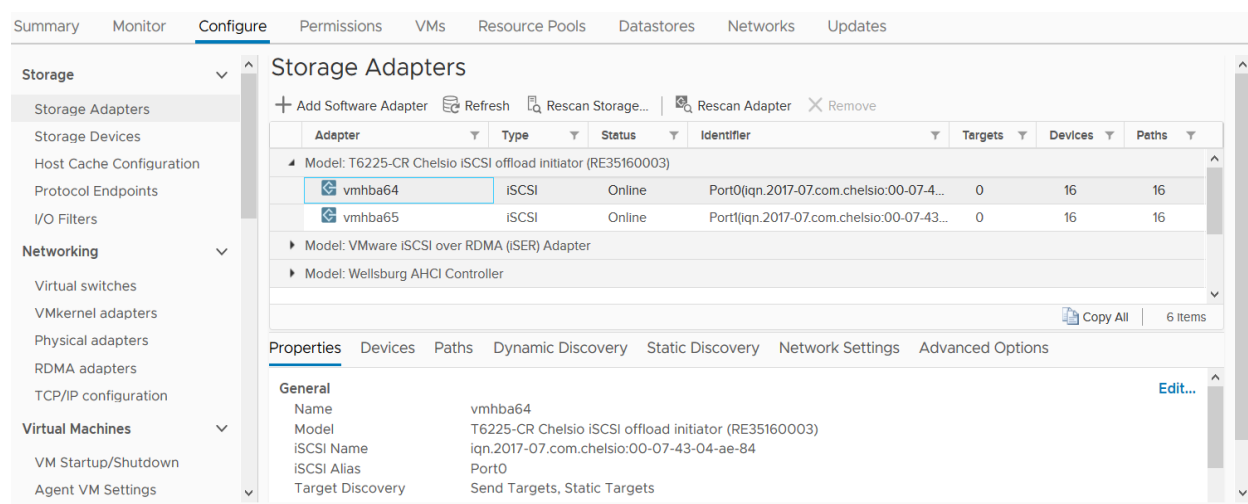 Summary Monitor Configure Permissions VMs Resource Pools Datastores Networks Updates
Storage
Storage Adapters
Storage Devices
Host Cache Configuration
Protocol Endpoints
I/O Filters
Networking
Virtual switches
VMkernel adapters
Physical adapters
RDMA adapters
TCP/IP configuration
Virtual Machines
VM Startup/Shutdown
Agent VM Settings
Storage Adapters
Add Software Adapter Refresh Rescan Storage... Rescan Adapter Remove
Adapter Type Status Identifier Targets Devices Paths
Model: T6225-CR Chelsio iSCSI offload initiator (RE35160003)
vmhba64 iSCSI Online Port0(iqn.2017-07.com.chelsio:00-07-4... 0 16 16
vmhba65 iSCSI Online Port1(iqn.2017-07.com.chelsio:00-07-43... 0 16 16
Model: VMware iSCSI over RDMA (iSER) Adapter
Model: Wellsburg AHCI Controller
Copy All 6 Items
Properties Devices Paths Dynamic Discovery Static Discovery Network Settings Advanced Options
General Edit...
Name vmhba64
Model T6225-CR Chelsio iSCSI offload initiator (RE35160003)
iSCSI Name iqn.2017-07.com.chelsio:00-07-43-04-ae-84
iSCSI Alias Port0
Target Discovery Send Targets, Static Targets